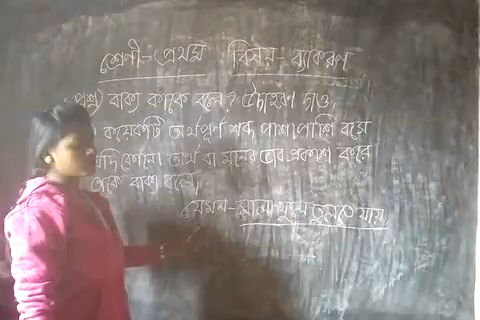 শ্রেণী- প্রথম বিষয়- ব্যাকরণ
প্রশ্ন) বাক্য কাকে বলে? উদাহরণ দাও,
কয়েকটি অর্থপূর্ণ শব্দ পাশাপাশি বসে
যদি কোনো অর্থ বা মনের ভাব প্রকাশ করে
তাকে বাক্য বলে,
যেমন- মালা ফুল তুলতে যায়